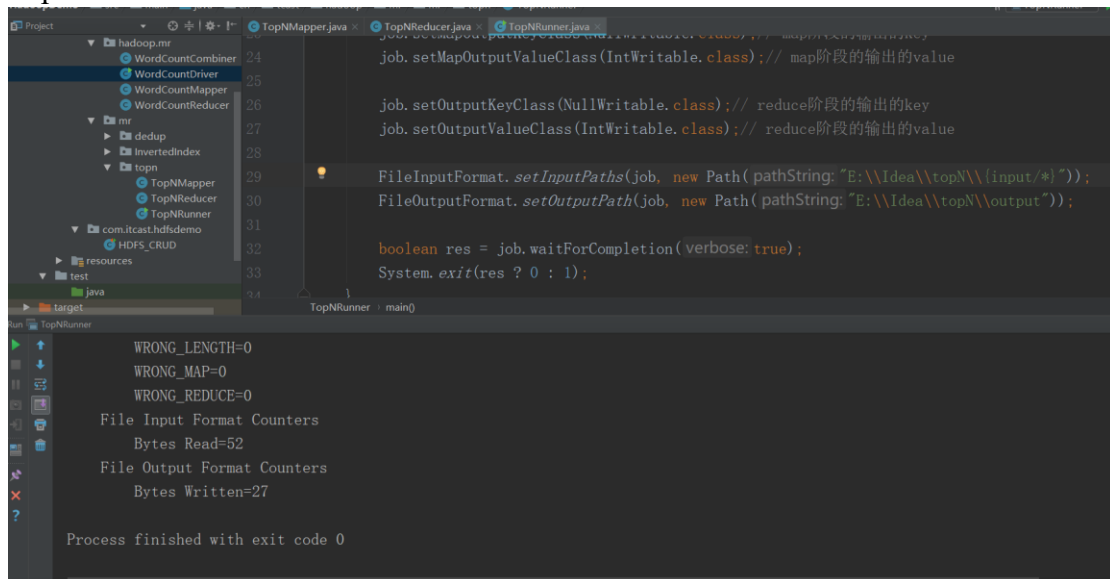 Project
TopNMapper.java
TopNReducer.java
TopNRunner.java
hadoop.mr
WordCountCombiner
WordCountDriver
WordCountMapper
WordCountReducer
mr
dedup
InvertedIndex
topn
TopNMapper
TopNReducer
TopNRunner
com.itcast.hdfsdemo
HDFS_CRUD
resources
test
java
target
24 job.setMapOutputValueClass(IntWritable.class);// map阶段的输出的value
25
26 job.setOutputKeyClass(NullWritable.class);// reduce阶段的输出的key
27 job.setOutputValueClass(IntWritable.class);// reduce阶段的输出的value
28
29 FileInputFormat.setInputPaths(job, new Path( pathString: "E:\\Idea\\topN\\{input/*}"));
30 FileOutputFormat.setOutputPath(job, new Path( pathString: "E:\\Idea\\topN\\output"));
31
32 boolean res = job.waitForCompletion( verbose: true);
33 System.exit(res ? 0 : 1);
34 }
TopNRunner › main()
Run TopNRunner
WRONG_LENGTH=0
WRONG_MAP=0
WRONG_REDUCE=0
File Input Format Counters
Bytes Read=52
File Output Format Counters
Bytes Written=27
Process finished with exit code 0